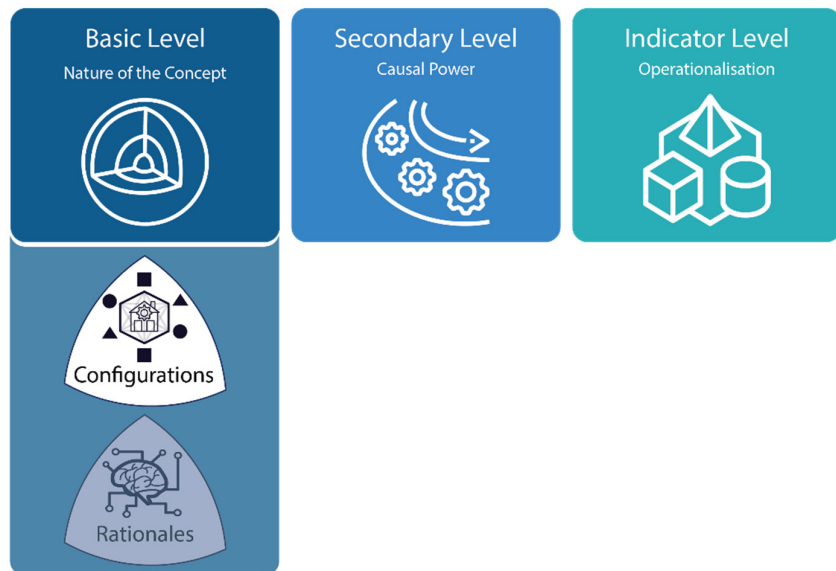 Basic Level
Nature of the Concept
Secondary Level
Causal Power
Indicator Level
Operationalisation
Configurations
Rationales